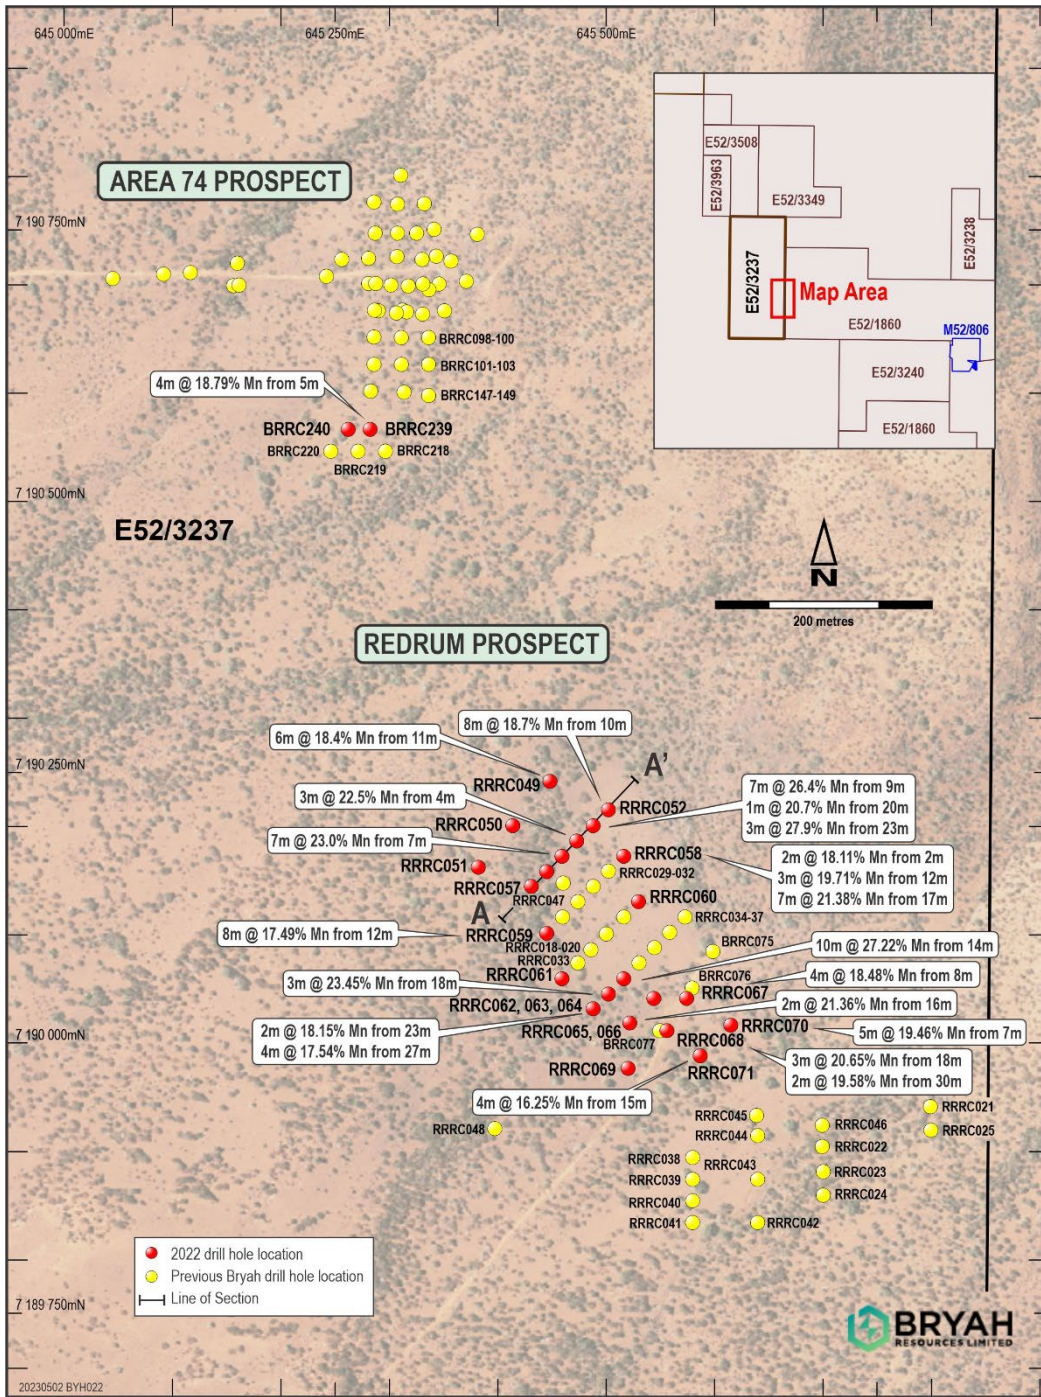 645 000mE
645 250mE
645 500mE
AREA 74 PROSPECT
7 190 750mN
E52/3508
E52/3963
E52/3349
E52/3238
E52/3237
Map Area
E52/1860
M52/806
E52/3240
E52/1860
BRRC098-100
BRRC101-103
BRRC147-149
4m @ 18.79% Mn from 5m
BRRC240
BRRC239
BRRC220
BRRC218
BRRC219
7 190 500mN
E52/3237
N
200 metres
REDRUM PROSPECT
8m @ 18.7% Mn from 10m
6m @ 18.4% Mn from 11m
7 190 250mN
A'
RRRC049
3m @ 22.5% Mn from 4m
RRRC052
7m @ 26.4% Mn from 9m
1m @ 20.7% Mn from 20m
3m @ 27.9% Mn from 23m
RRRC050
7m @ 23.0% Mn from 7m
RRRC058
2m @ 18.11% Mn from 2m
3m @ 19.71% Mn from 12m
7m @ 21.38% Mn from 17m
RRRC051
RRRC029-032
RRRC057
RRRC047
RRRC060
A
RRRC034-37
8m @ 17.49% Mn from 12m
RRRC059
RRRC018-020
BRRC075
10m @ 27.22% Mn from 14m
RRRC033
RRRC061
BRRC076
4m @ 18.48% Mn from 8m
3m @ 23.45% Mn from 18m
RRRC062, 063, 064
RRRC067
2m @ 21.36% Mn from 16m
2m @ 18.15% Mn from 23m
4m @ 17.54% Mn from 27m
7 190 000mN
RRRC065, 066
BRRC077
RRRC068
RRRC070
5m @ 19.46% Mn from 7m
RRRC069
RRRC071
3m @ 20.65% Mn from 18m
2m @ 19.58% Mn from 30m
4m @ 16.25% Mn from 15m
RRRC021
RRRC048
RRRC045
RRRC046
RRRC025
RRRC044
RRRC022
RRRC038
RRRC043
RRRC039
RRRC023
RRRC040
RRRC024
RRRC041
RRRC042
2022 drill hole location
Previous Bryah drill hole location
Line of Section
7 189 750mN
BRYAH
RESOURCES LIMITED
20230502 BYH022